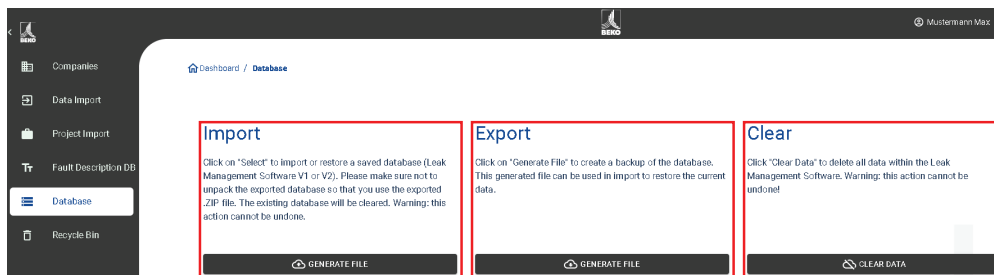 BEKO
BEKO
Mustermann Max
Companies
Data Import
Project Import
Fault Description DB
Database
Recycle Bin
Dashboard / Database
Import
Click on "Select" to import or restore a saved database (Leak
Management Software V1 or V2). Please make sure not to
unpack the exported database so that you use the exported
.ZIP file. The existing database will be cleared. Warning: this
action cannot be undone.
GENERATE FILE
Export
Click on "Generate File" to create a backup of the database.
This generated file can be used in import to restore the current
data.
GENERATE FILE
Clear
Click "Clear Data" to delete all data within the Leak
Management Software. Warning: this action cannot be
undone!
CLEAR DATA